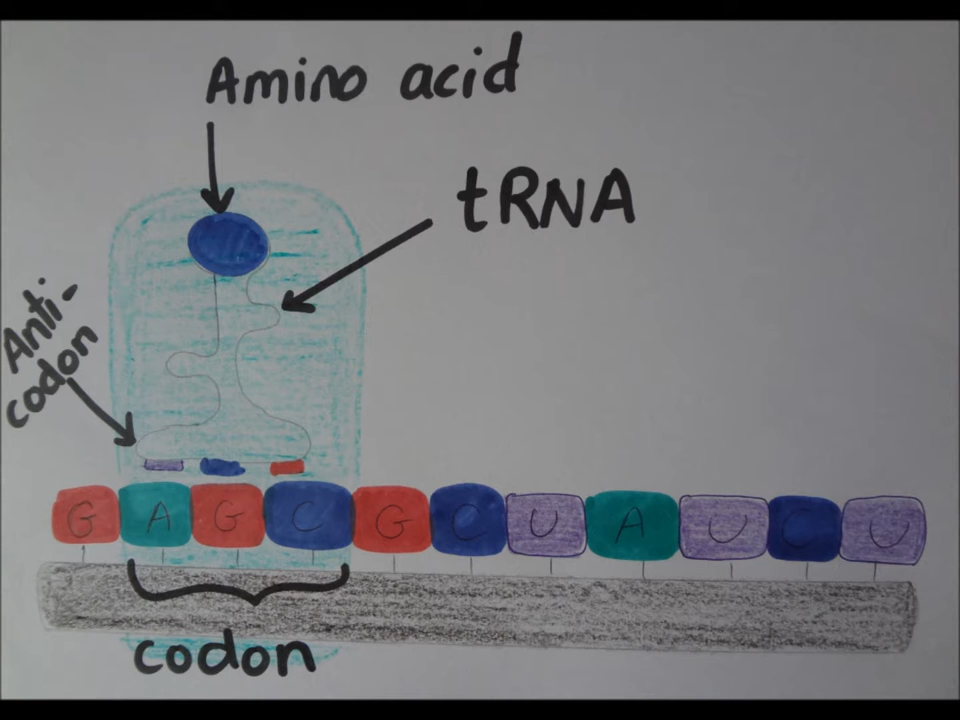 Amino acid
tRNA
Anti-
codon
G A G C G C U A U C U
codon